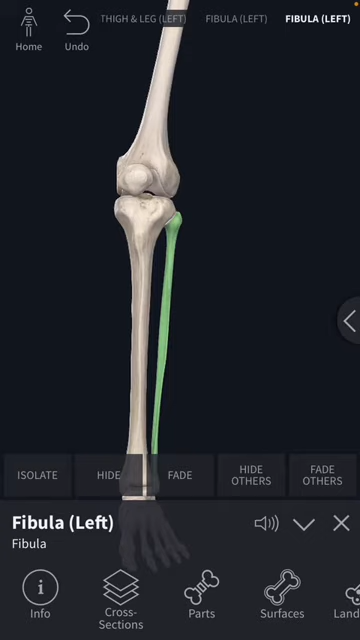 THIGH & LEG (LEFT) FIBULA (LEFT) FIBULA (LEFT)
Home Undo
ISOLATE HIDE FADE HIDE OTHERS FADE OTHERS
Fibula (Left)
Fibula
Info Cross-Sections Parts Surfaces Land